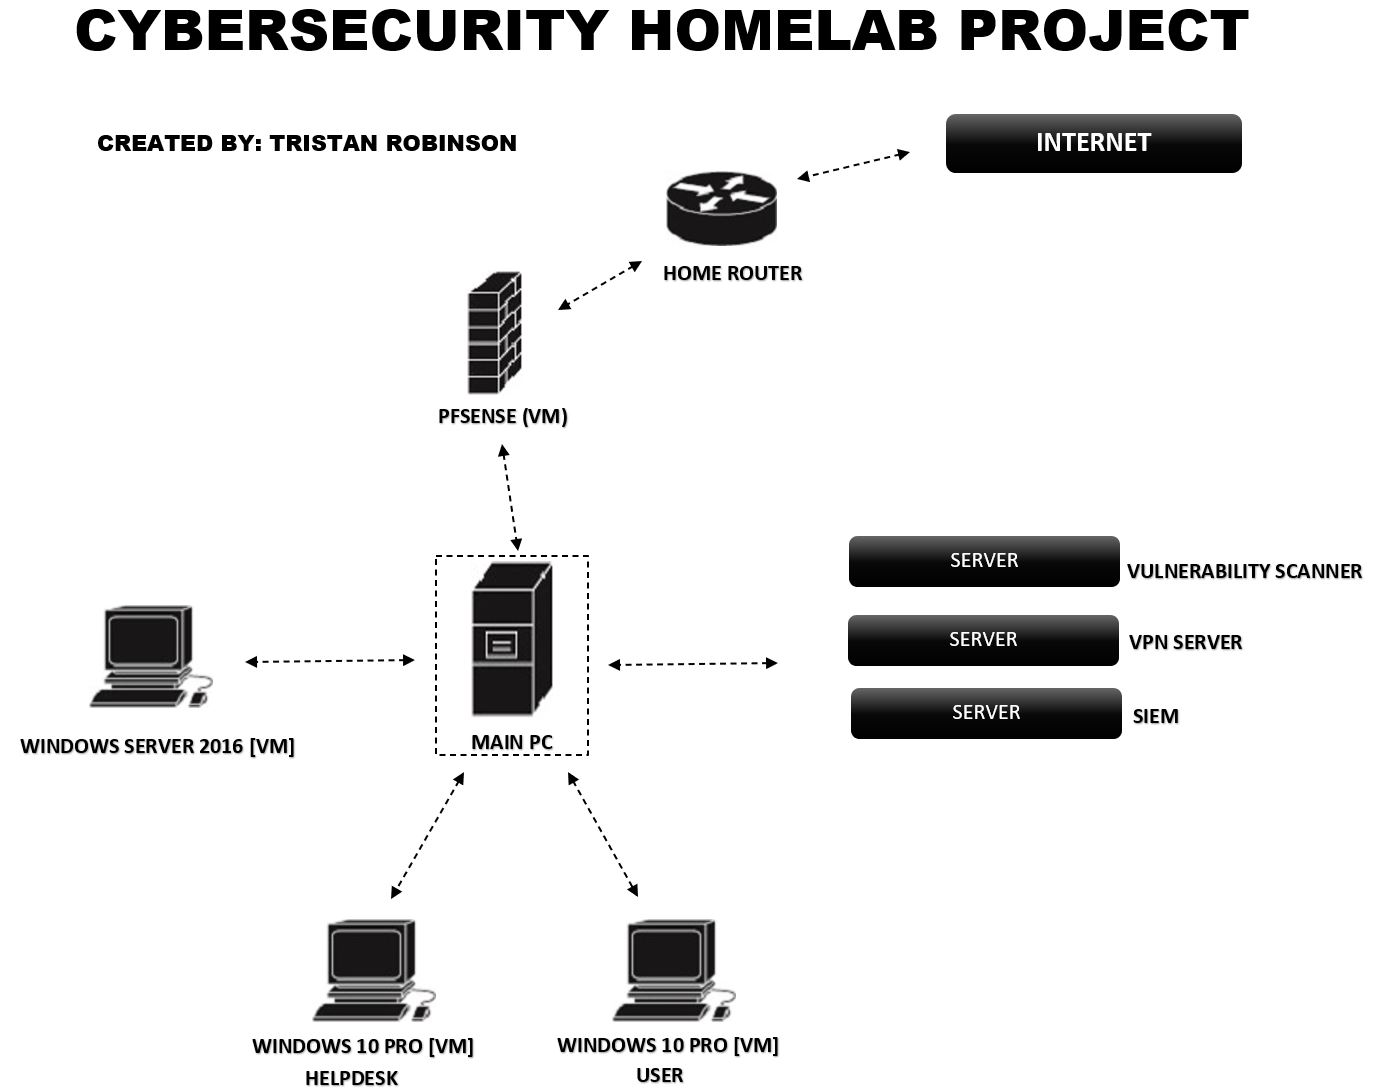 CYBERSECURITY HOMELAB PROJECT
CREATED BY: TRISTAN ROBINSON
INTERNET
HOME ROUTER
PFSENSE (VM)
SERVER
VULNERABILITY SCANNER
SERVER
VPN SERVER
SERVER
SIEM
WINDOWS SERVER 2016 [VM]
MAIN PC
WINDOWS 10 PRO [VM]
HELPDESK
WINDOWS 10 PRO [VM]
USER